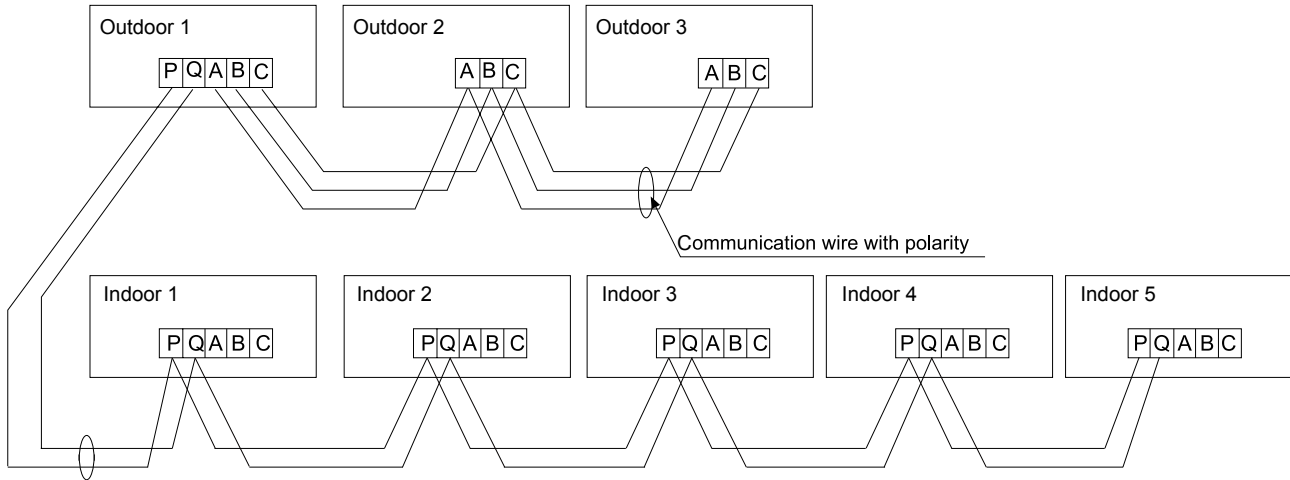 Outdoor 1
P Q A B C
Outdoor 2
A B C
Outdoor 3
A B C
Communication wire with polarity
Indoor 1
P Q A B C
Indoor 2
P Q A B C
Indoor 3
P Q A B C
Indoor 4
P Q A B C
Indoor 5
P Q A B C